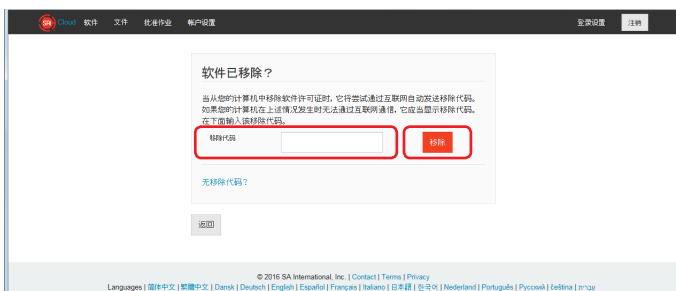 SAi Cloud 软件 文件 批准作业 帐户设置 登录设置 注销
软件已移除？
当从您的计算机中移除软件许可证时，它将尝试通过互联网自动发送移除代码。
如果您的计算机在上述情况发生时无法通过互联网通信，它应当显示移除代码。
在下面输入该移除代码。
移除代码 移除
无移除代码？
返回
© 2016 SA International, Inc. | Contact | Terms | Privacy
Languages | 简体中文 | 繁體中文 | Dansk | Deutsch | English | Español | Français | Italiano | 日本語 | 한국어 | Nederland | Português | Русский | čeština | עברית